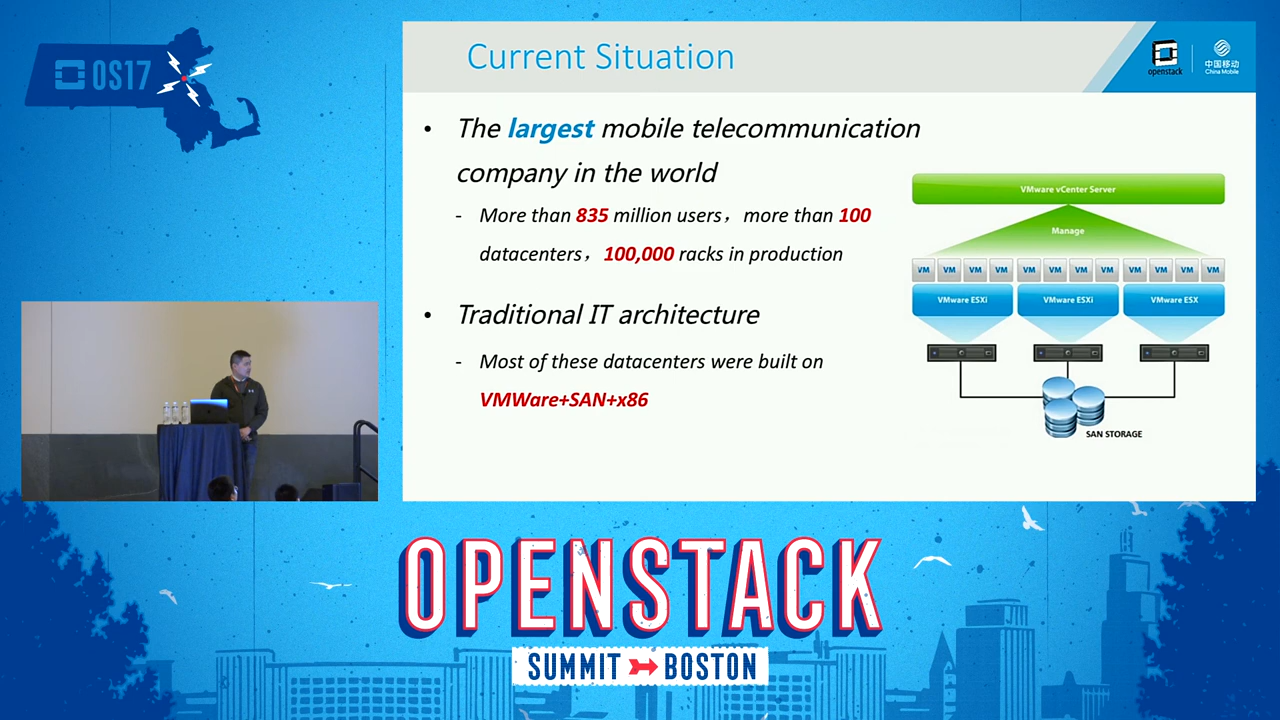 OS17
Current Situation
openstack
中国移动
China Mobile
• The largest mobile telecommunication
company in the world
- More than 835 million users，more than 100
datacenters，100,000 racks in production
• Traditional IT architecture
- Most of these datacenters were built on
VMWare+SAN+x86
VMware vCenter Server
Manage
VM VM VM VM VM VM VM VM VM VM VM VM
VMware ESXi VMware ESXi VMware ESX
SAN STORAGE
OPENSTACK
SUMMIT BOSTON